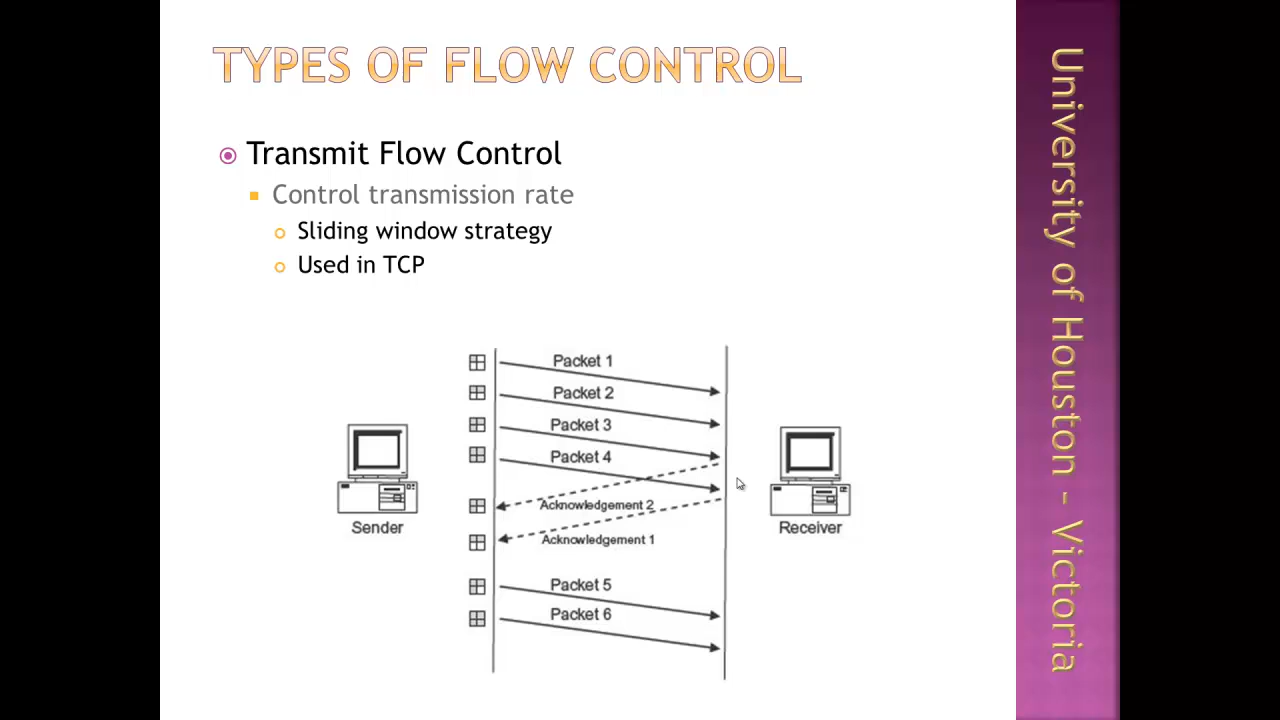 TYPES OF FLOW CONTROL
Transmit Flow Control
Control transmission rate
Sliding window strategy
Used in TCP
Packet 1
Packet 2
Packet 3
Packet 4
Acknowledgement 2
Acknowledgement 1
Packet 5
Packet 6
Sender
Receiver
University of Houston – Victoria